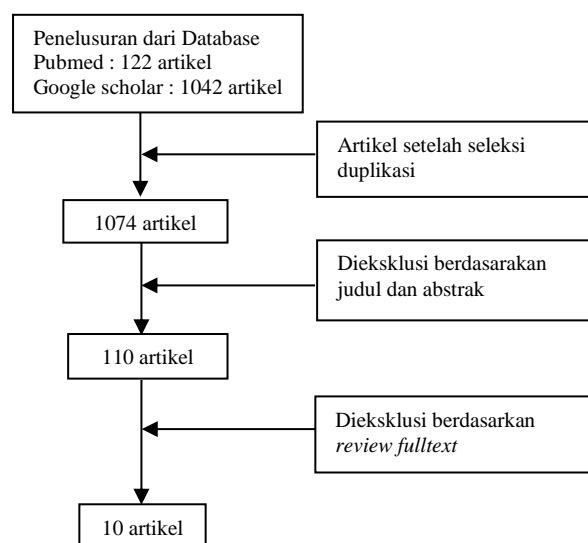 Penelusuran dari Database
Pubmed : 122 artikel
Google scholar : 1042 artikel
Artikel setelah seleksi
duplikasi
1074 artikel
Dieksklusi berdasarakan
judul dan abstrak
110 artikel
Dieksklusi berdasarkan
review fulltext
10 artikel